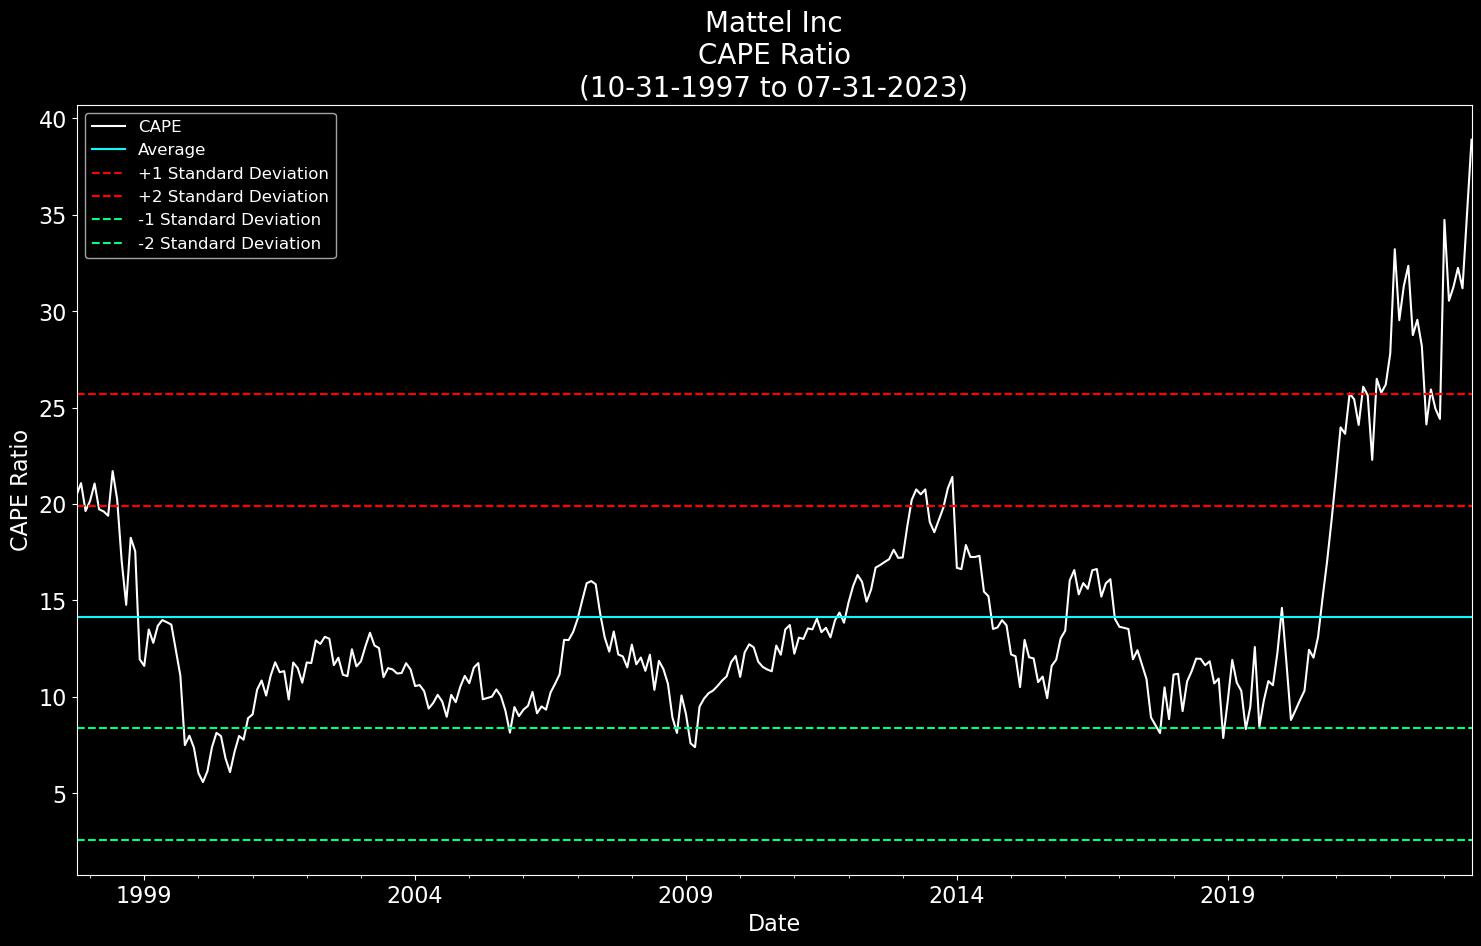 Mattel Inc
CAPE Ratio
(10-31-1997 to 07-31-2023)
CAPE
Average
+1 Standard Deviation
+2 Standard Deviation
-1 Standard Deviation
-2 Standard Deviation
40
35
30
25
20
15
10
5
CAPE Ratio
1999
2004
2009
2014
2019
Date